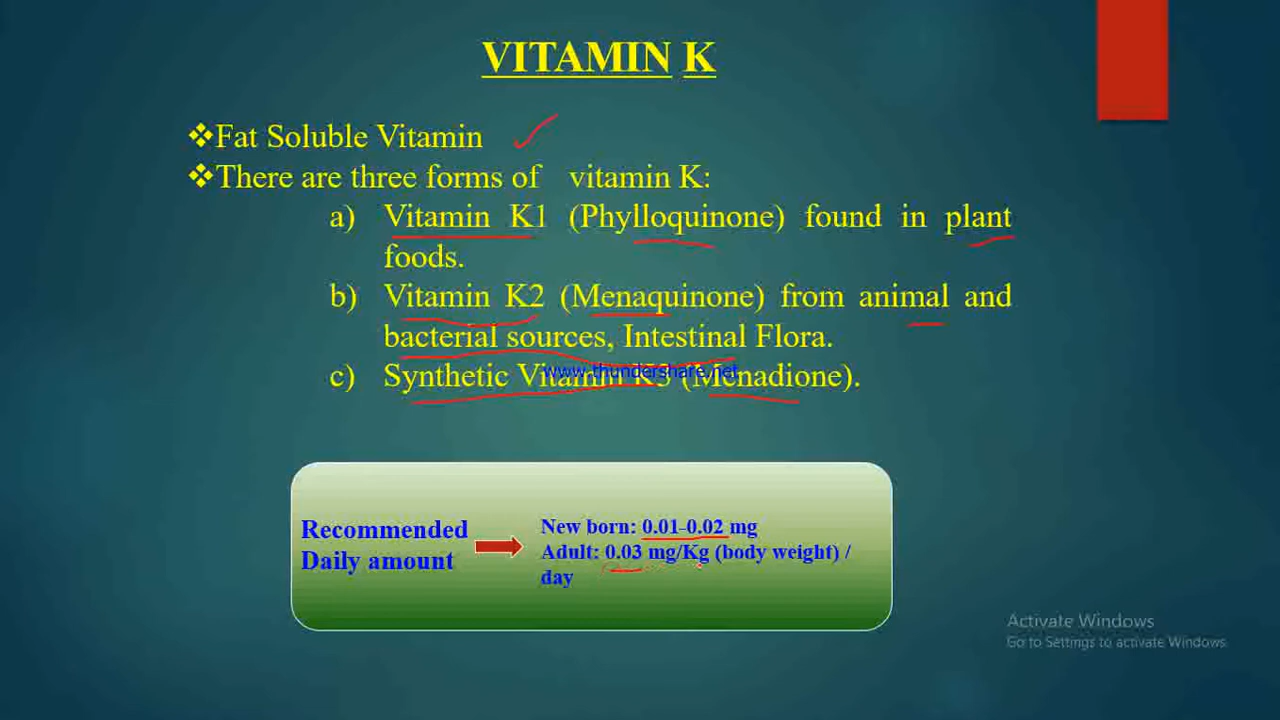 VITAMIN K
❖Fat Soluble Vitamin
❖There are three forms of vitamin K:
a) Vitamin K1 (Phylloquinone) found in plant
foods.
b) Vitamin K2 (Menaquinone) from animal and
bacterial sources, Intestinal Flora.
www.thundershare.net
c) Synthetic Vitamin K3 (Menadione).
Recommended
Daily amount
New born: 0.01-0.02 mg
Adult: 0.03 mg/Kg (body weight) /
day
Activate Windows
Go to Settings to activate Windows.